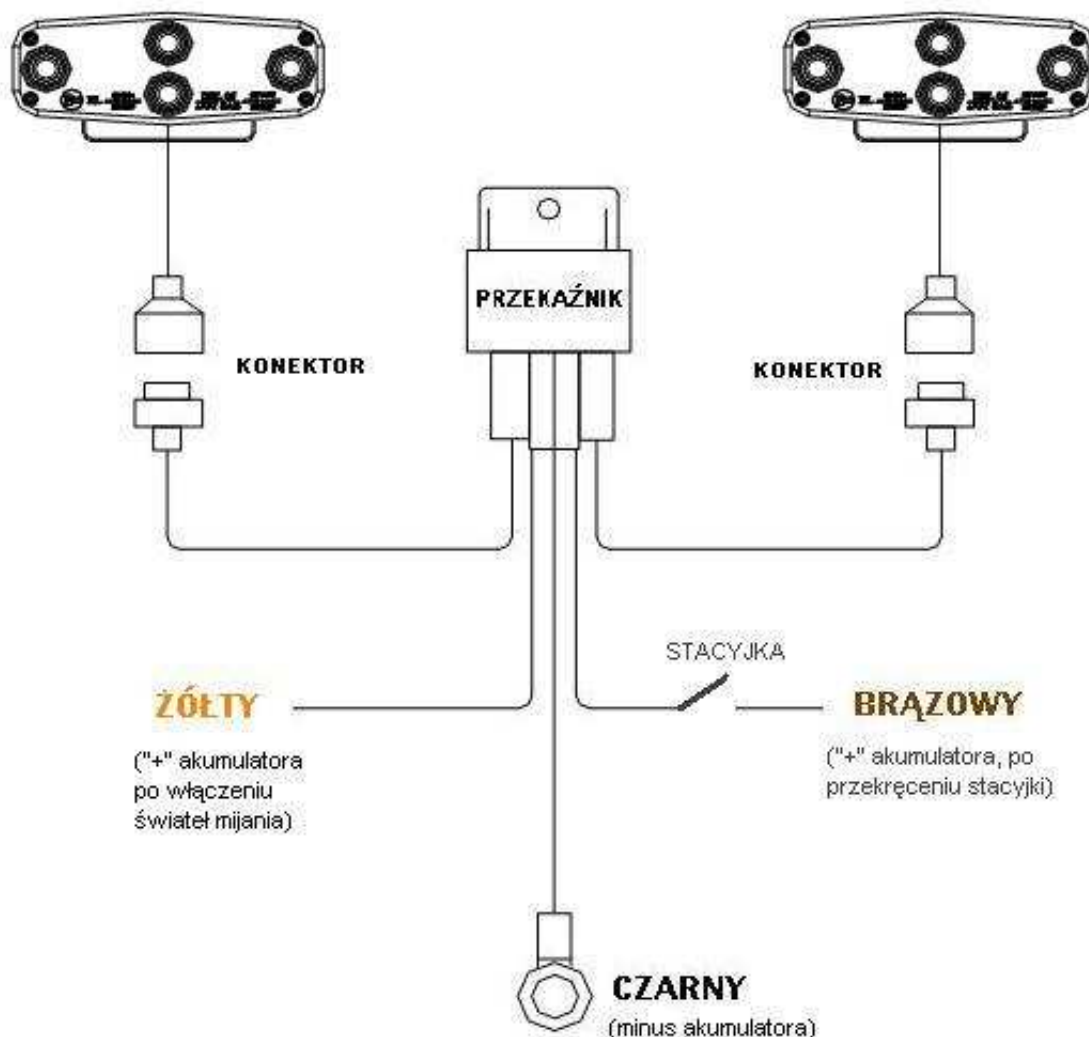 PRZEKAŹNIK
KONEKTOR
KONEKTOR
STACYJKA
ŻÓŁTY
("+" akumulatora
po włączeniu
świateł mijania)
BRĄZOWY
("+" akumulatora, po
przekręceniu stacyjki)
CZARNY
(minus akumulatora)